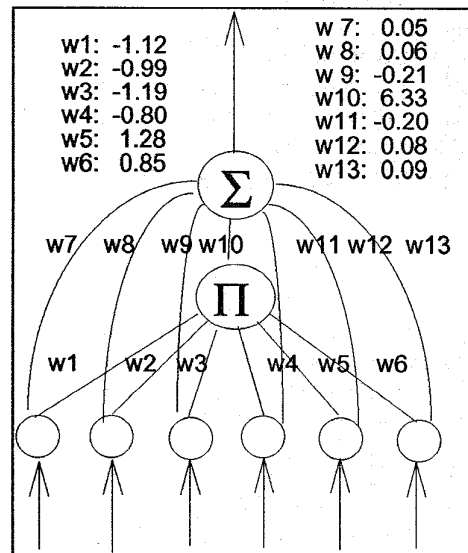 w1: -1.12
w2: -0.99
w3: -1.19
w4: -0.80
w5: 1.28
w6: 0.85
w 7: 0.05
w 8: 0.06
w 9: -0.21
w10: 6.33
w11: -0.20
w12: 0.08
w13: 0.09
Σ
w7 w8 w9 w10 w11 w12 w13
Π
w1 w2 w3 w4 w5 w6